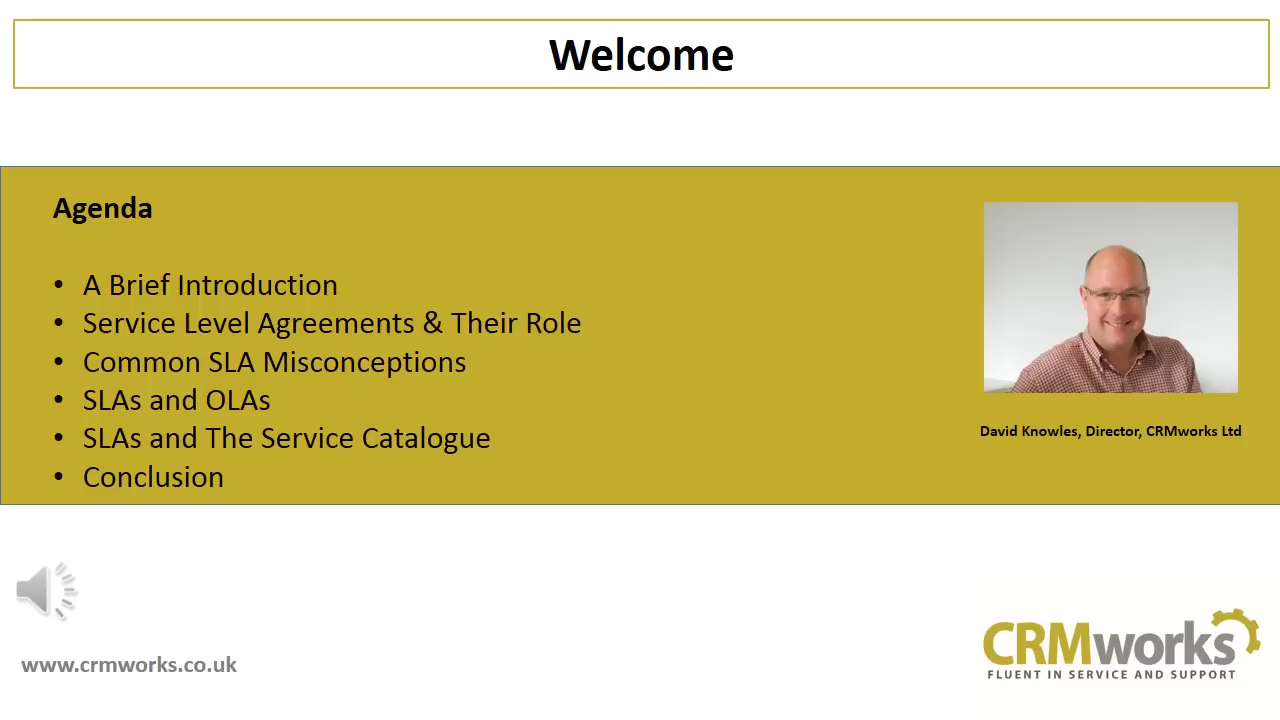 Welcome
Agenda
• A Brief Introduction
• Service Level Agreements & Their Role
• Common SLA Misconceptions
• SLAs and OLAs
• SLAs and The Service Catalogue
• Conclusion
David Knowles, Director, CRMworks Ltd
www.crmworks.co.uk
CRMworks
FLUENT IN SERVICE AND SUPPORT